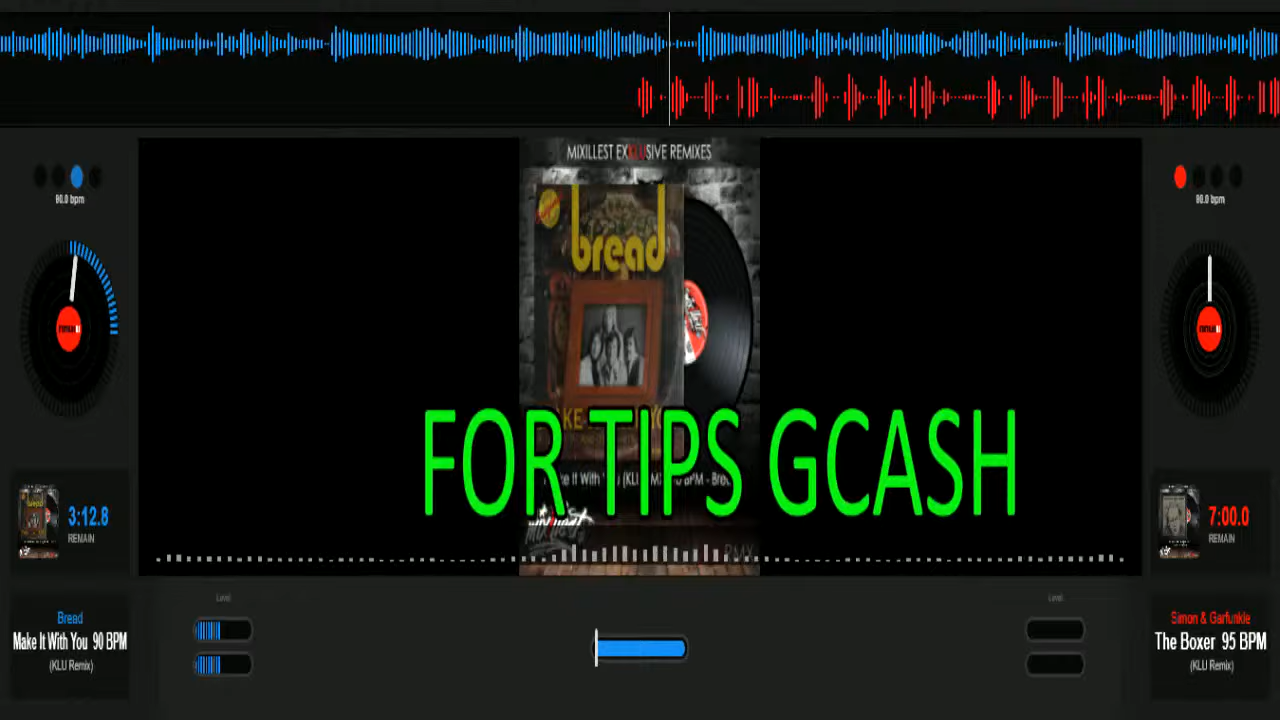 MIXILLEST EXKLUSIVE REMIXES
bread
90.0 bpm
90.0 bpm
FOR TIPS GCASH
3:12.8
REMAIN
7:00.0
REMAIN
Level
Level
Bread
Make It With You 90 BPM
(KLU Remix)
Simon & Garfunkle
The Boxer 95 BPM
(KLU Remix)